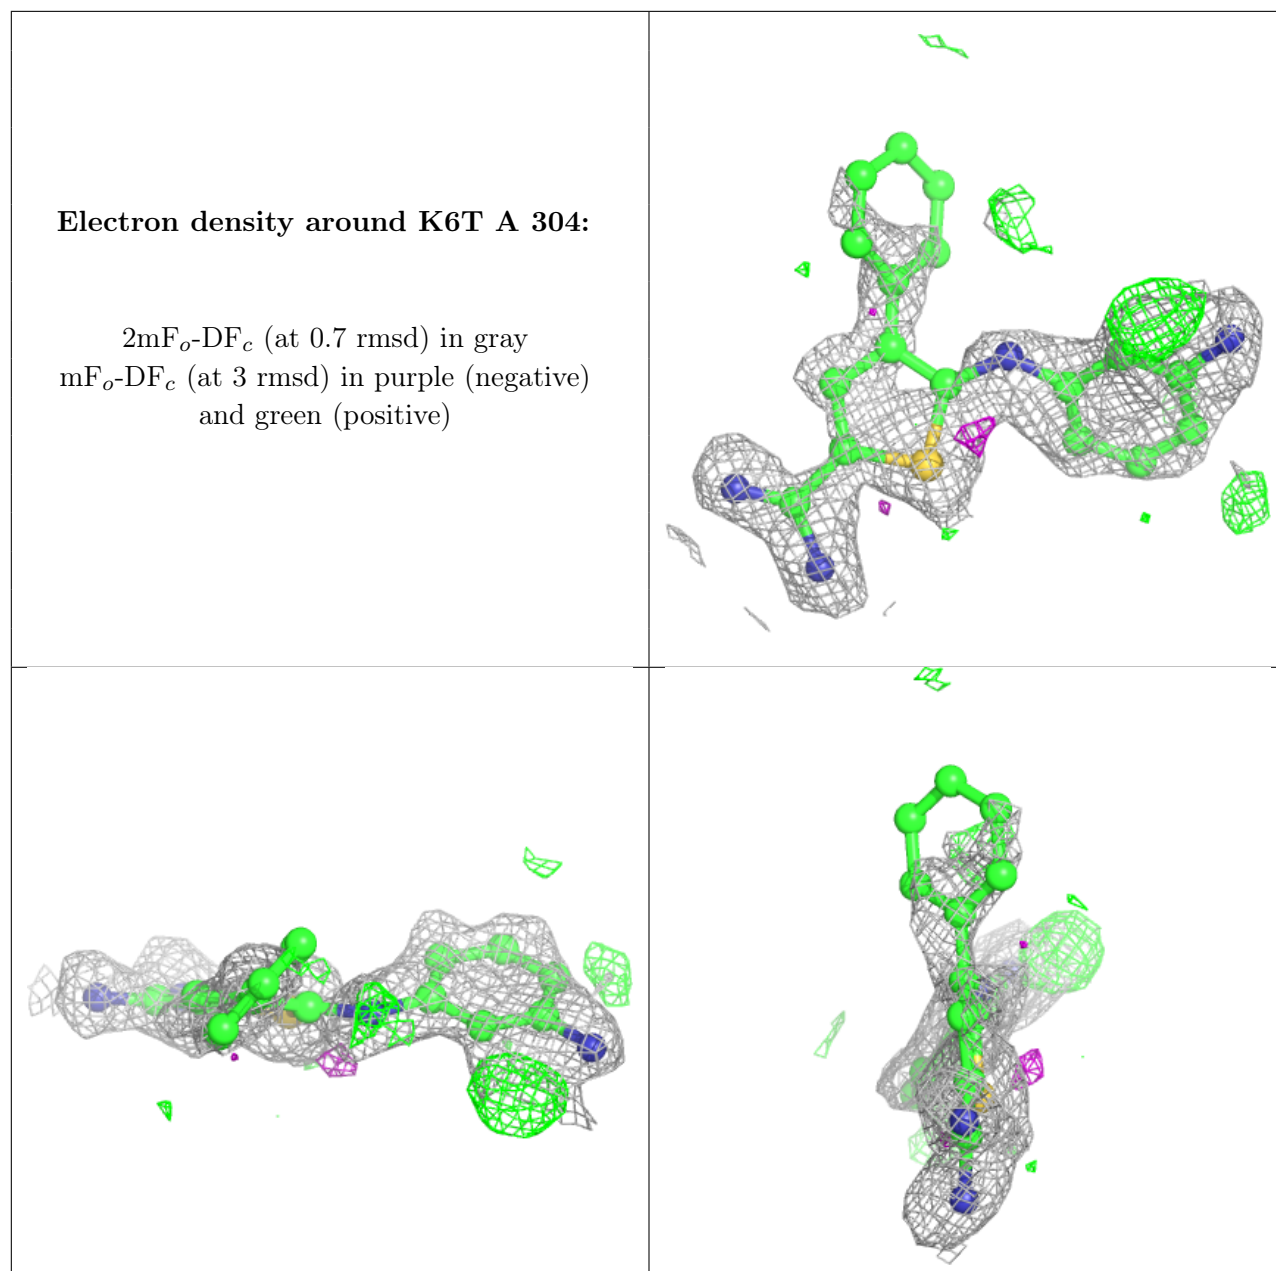 Electron density around K6T A 304:
2mFo-DFc (at 0.7 rmsd) in gray
mFo-DFc (at 3 rmsd) in purple (negative)
and green (positive)